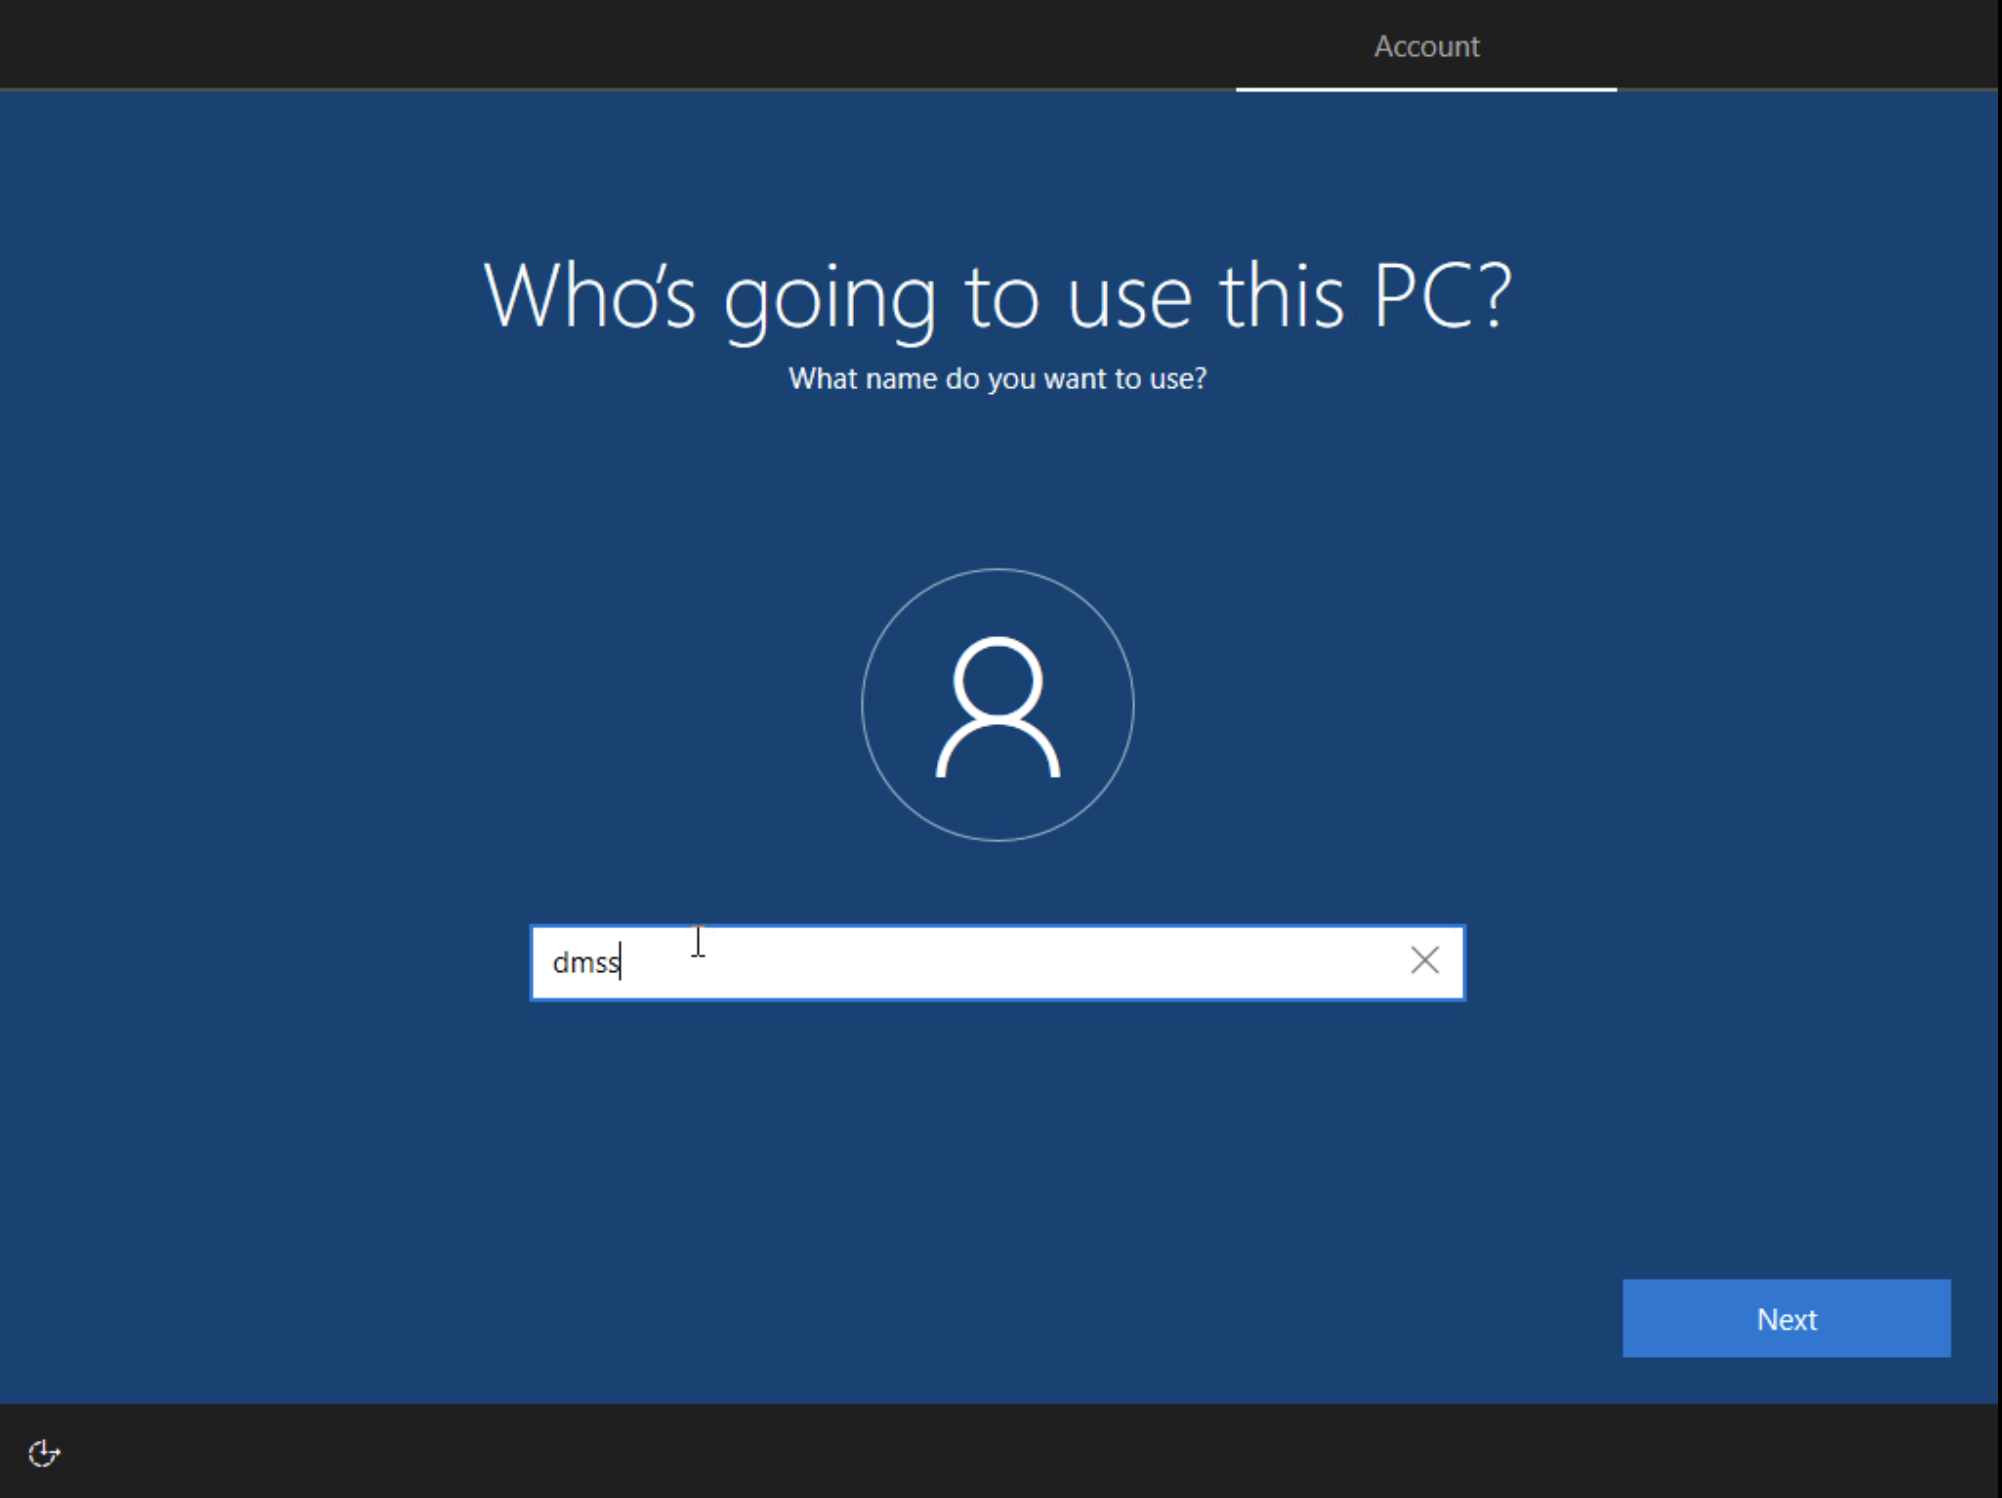 Account
Who's going to use this PC?
What name do you want to use?
dmss
Next